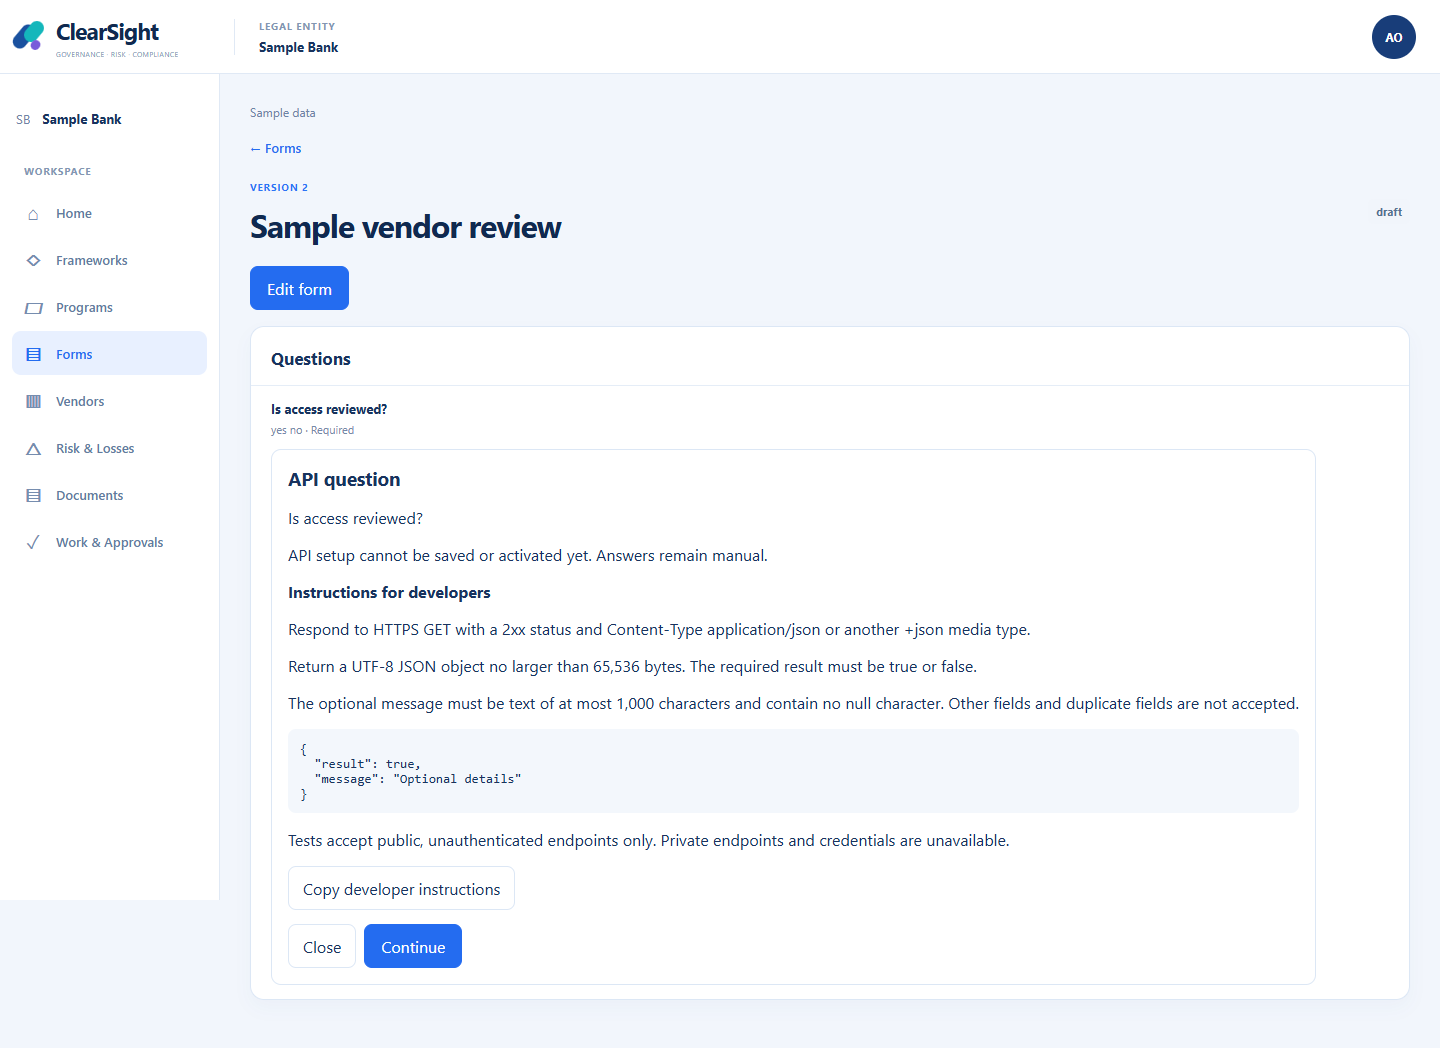 ClearSight
GOVERNANCE · RISK · COMPLIANCE
LEGAL ENTITY
Sample Bank
AO
SB Sample Bank
WORKSPACE
Home
Frameworks
Programs
Forms
Vendors
Risk & Losses
Documents
Work & Approvals
Sample data
← Forms
VERSION 2
Sample vendor review
draft
Edit form
Questions
Is access reviewed?
yes no · Required
API question
Is access reviewed?
API setup cannot be saved or activated yet. Answers remain manual.
Instructions for developers
Respond to HTTPS GET with a 2xx status and Content-Type application/json or another +json media type.
Return a UTF-8 JSON object no larger than 65,536 bytes. The required result must be true or false.
The optional message must be text of at most 1,000 characters and contain no null character. Other fields and duplicate fields are not accepted.
{
  "result": true,
  "message": "Optional details"
}
Tests accept public, unauthenticated endpoints only. Private endpoints and credentials are unavailable.
Copy developer instructions
Close
Continue